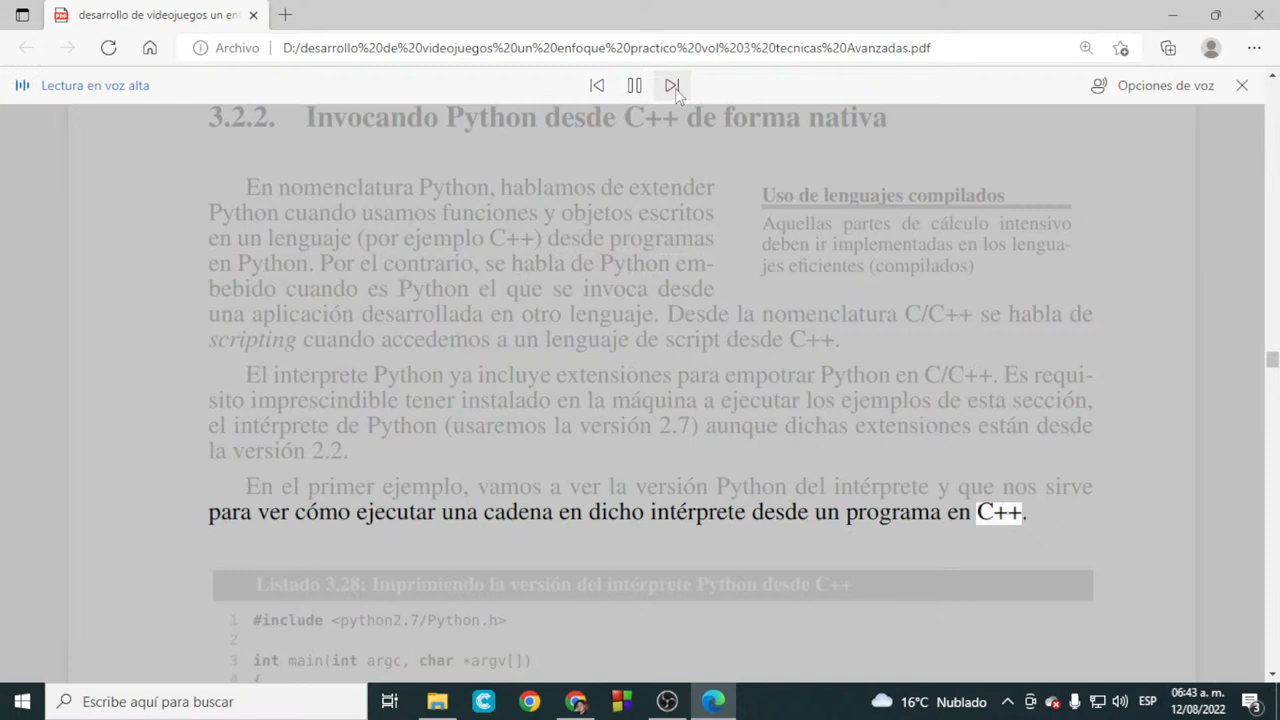 desarrollo de videojuegos un en
Archivo
D:/desarrollo%20de%20videojuegos%20un%20enfoque%20practico%20vol%203%20tecnicas%20Avanzadas.pdf
Lectura en voz alta
Opciones de voz
3.2.2. Invocando Python desde C++ de forma nativa
En nomenclatura Python, hablamos de extender
Python cuando usamos funciones y objetos escritos
en un lenguaje (por ejemplo C++) desde programas
en Python. Por el contrario, se habla de Python em-
bebido cuando es Python el que se invoca desde
una aplicación desarrollada en otro lenguaje. Desde la nomenclatura C/C++ se habla de
scripting cuando accedemos a un lenguaje de script desde C++.
Uso de lenguajes compilados
Aquellas partes de cálculo intensivo
deben ir implementadas en los lengua-
jes eficientes (compilados)
El interprete Python ya incluye extensiones para empotrar Python en C/C++. Es requi-
sito imprescindible tener instalado en la máquina a ejecutar los ejemplos de esta sección,
el intérprete de Python (usaremos la versión 2.7) aunque dichas extensiones están desde
la versión 2.2.
En el primer ejemplo, vamos a ver la versión Python del intérprete y que nos sirve
para ver cómo ejecutar una cadena en dicho intérprete desde un programa en C++.
Listado 3.28: Imprimiendo la versión del intérprete Python desde C++
1 #include <python2.7/Python.h>
2
3 int main(int argc, char *argv[])
4 {
Escribe aquí para buscar
16°C Nublado
ESP
06:43 a. m.
12/08/2022
3